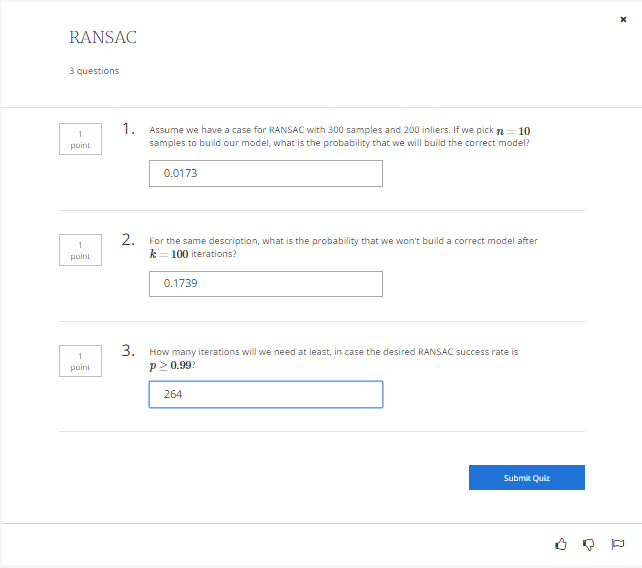 ×
RANSAC
3 questions
1
point
1.
Assume we have a case for RANSAC with 300 samples and 200 inliers. If we pick n = 10
samples to build our model, what is the probability that we will build the correct model?
0.0173
1
point
2.
For the same description, what is the probability that we won't build a correct model after
k = 100 iterations?
0.1739
1
point
3.
How many iterations will we need at least, in case the desired RANSAC success rate is
p ≥ 0.99?
264
Submit Quiz